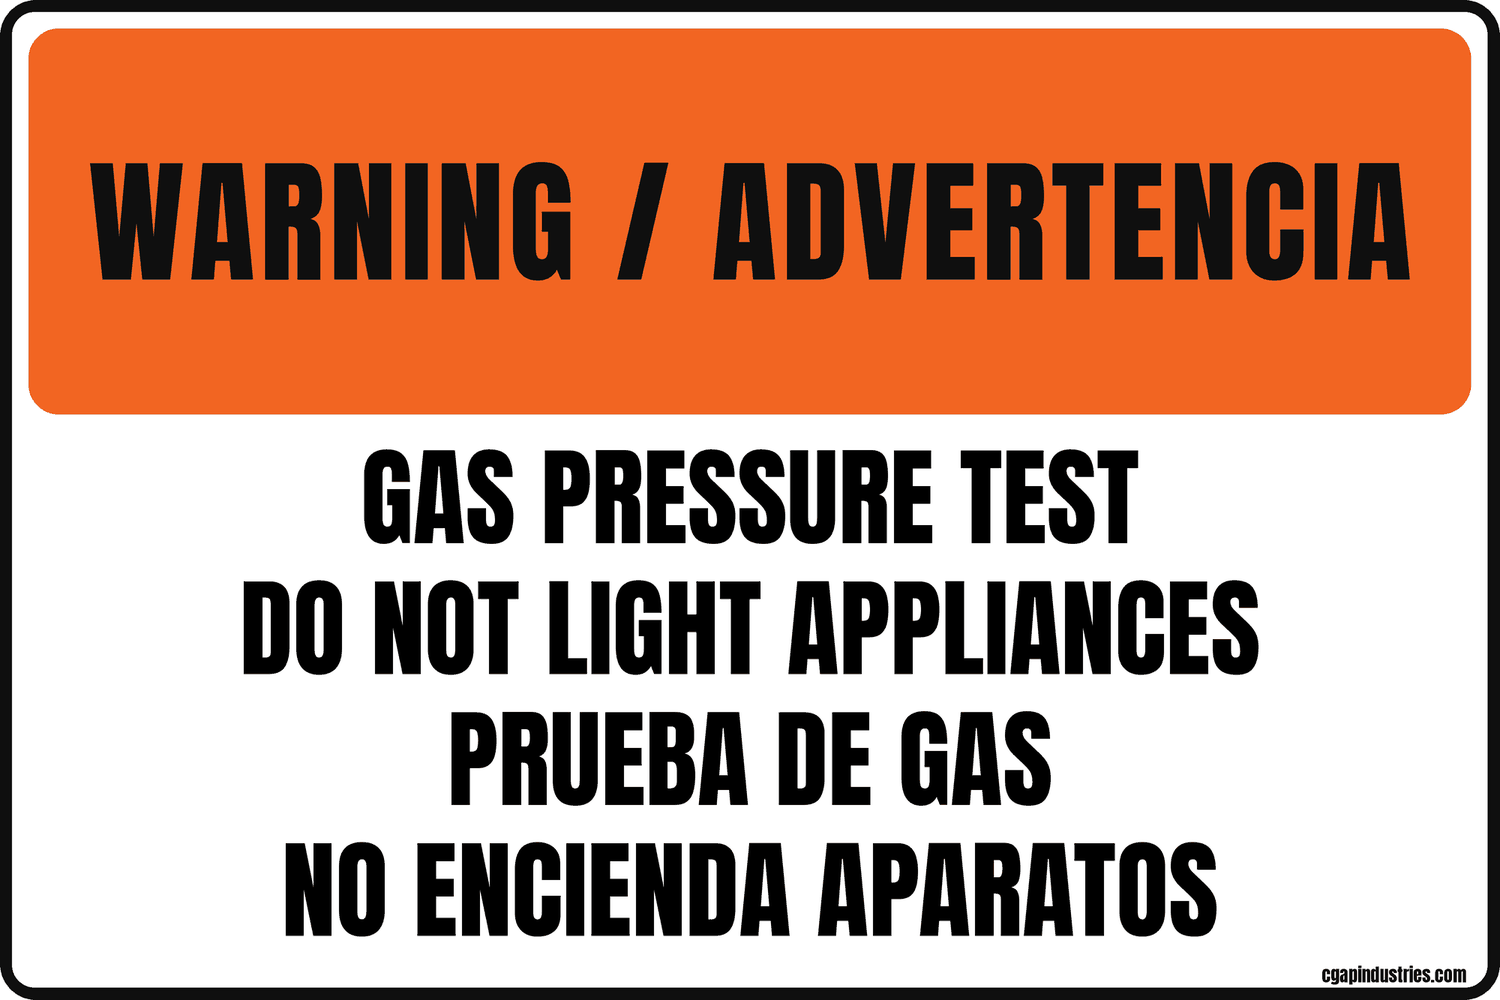 WARNING / ADVERTENCIA
GAS PRESSURE TEST
DO NOT LIGHT APPLIANCES
PRUEBA DE GAS
NO ENCIENDA APARATOS
cgapindustries.com